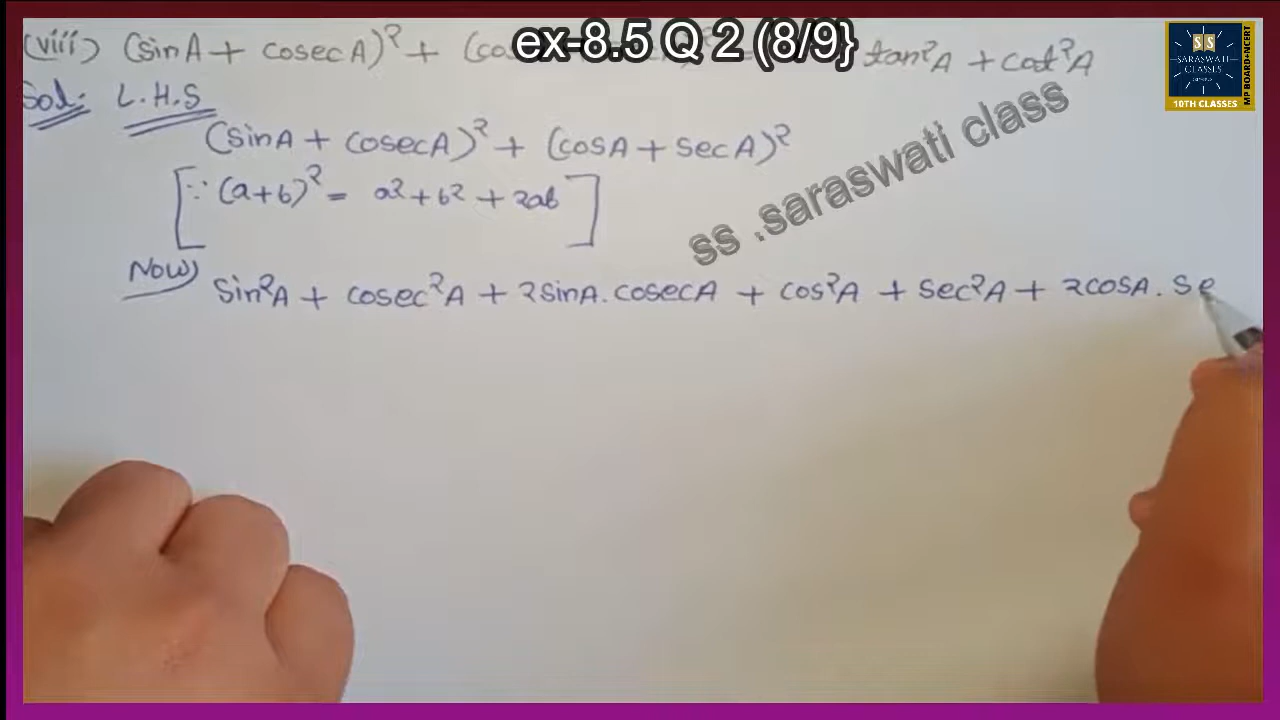 ex-8.5 Q 2 (8/9}
(viii) (sinA + cosecA)² + (cos tan²A + cot²A
SS
SARASWATI
CLASSES
10TH CLASSES
MP BOARD+NCERT
Sol. L.H.S
(sinA + cosecA)² + (cosA + secA)²
[∵ (a+b)² = a² + b² + 2ab]
ss .saraswati class
Now) sin²A + cosec²A + 2sinA.cosecA + cos²A + sec²A + 2cosA.se